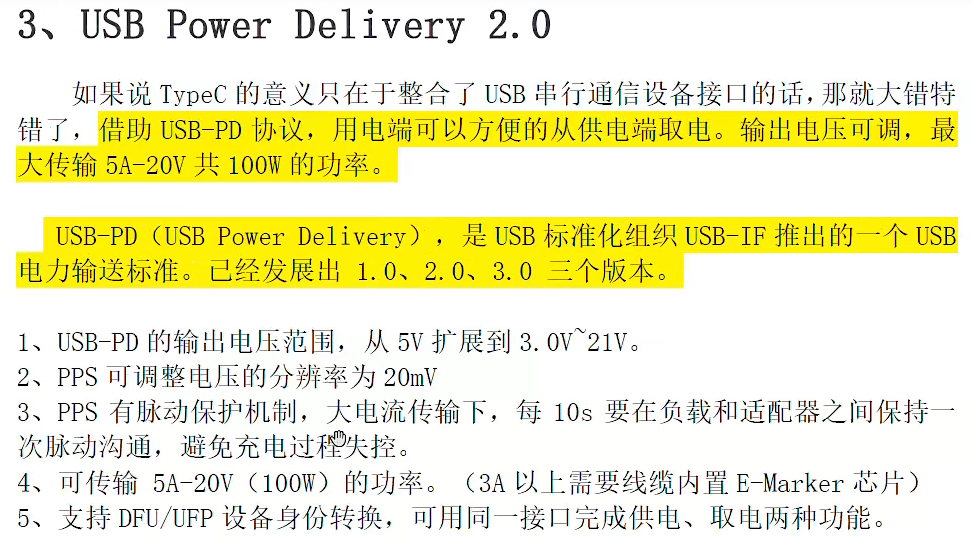 3、USB Power Delivery 2.0
如果说 TypeC 的意义只在于整合了 USB 串行通信设备接口的话,那就大错特
错了，借助 USB-PD 协议，用电端可以方便的从供电端取电。输出电压可调，最
大传输 5A-20V 共 100W 的功率。
USB-PD（USB Power Delivery），是 USB 标准化组织 USB-IF 推出的一个 USB
电力输送标准。已经发展出 1.0、2.0、3.0 三个版本。
1、USB-PD 的输出电压范围，从 5V 扩展到 3.0V~21V。
2、PPS 可调整电压的分辨率为 20mV
3、PPS 有脉动保护机制，大电流传输下，每 10s 要在负载和适配器之间保持一
次脉动沟通，避免充电过程失控。
4、可传输 5A-20V（100W）的功率。（3A 以上需要线缆内置 E-Marker 芯片）
5、支持 DFU/UFP 设备身份转换，可用同一接口完成供电、取电两种功能。